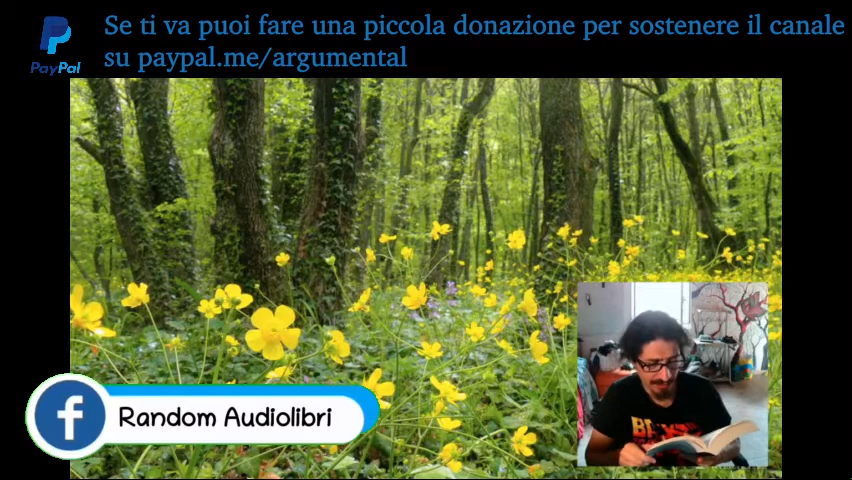 Se ti va puoi fare una piccola donazione per sostenere il canale
su paypal.me/argumental
PayPal
Random Audiolibri